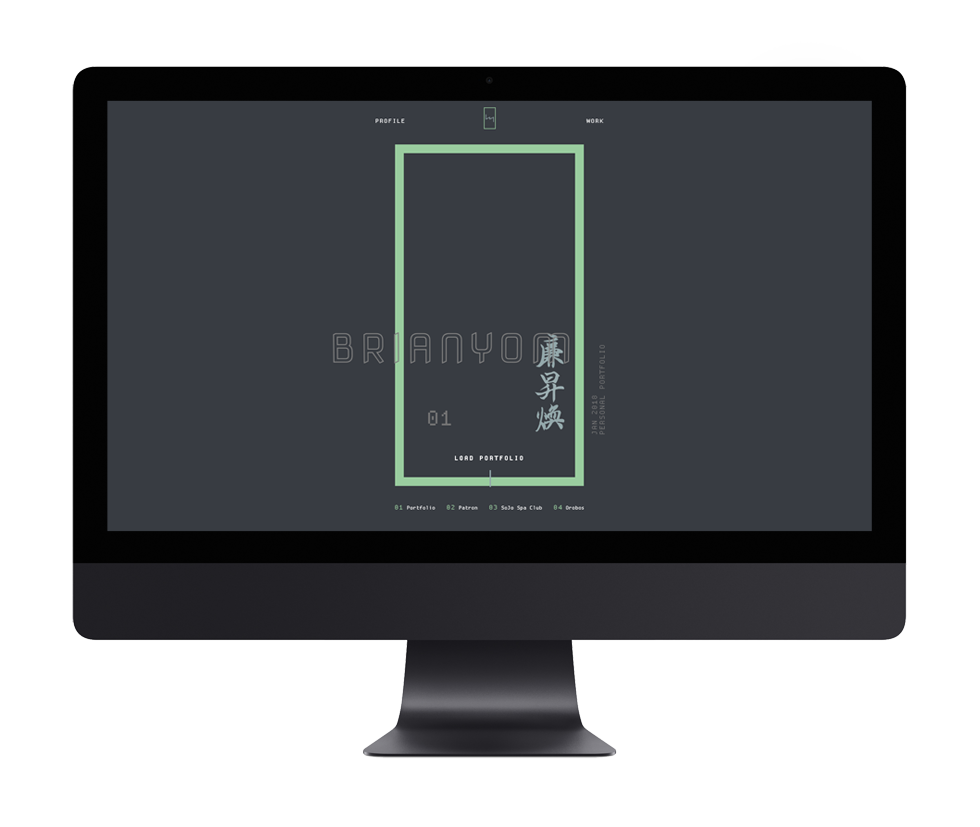 PROFILE
WORK
BRIANYOM
廉昇煥
JAN 2018
PERSONAL PORTFOLIO
01
LOAD PORTFOLIO
01 Portfolio 02 Patron 03 SoJo Spa Club 04 Orobos